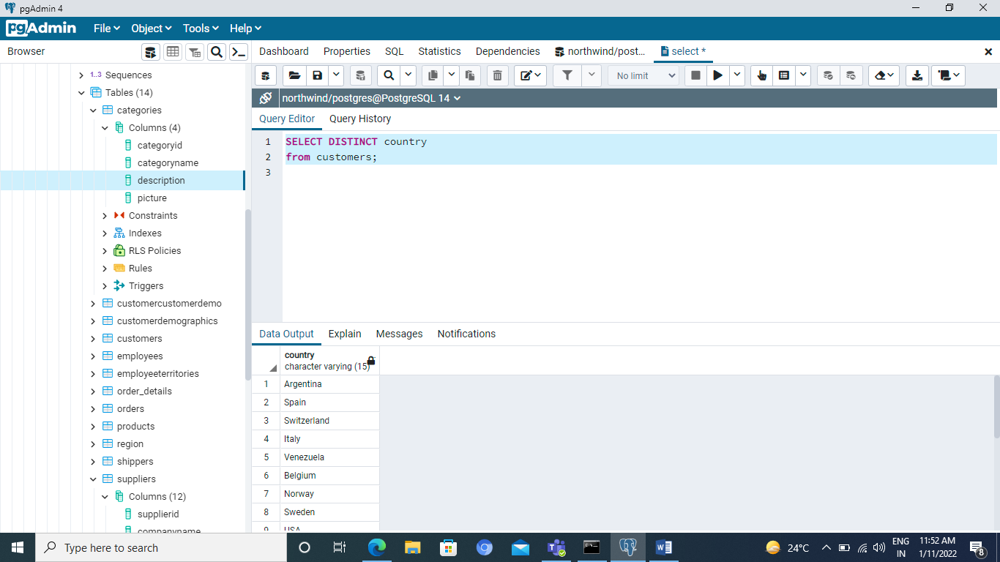 pgAdmin 4
pgAdmin File Object Tools Help
Browser
Dashboard Properties SQL Statistics Dependencies northwind/post... select *
No limit
northwind/postgres@PostgreSQL 14
Query Editor Query History
1 SELECT DISTINCT country
2 from customers;
3
1..3 Sequences
Tables (14)
categories
Columns (4)
categoryid
categoryname
description
picture
Constraints
Indexes
RLS Policies
Rules
Triggers
customercustomerdemo
customerdemographics
customers
employees
employeeterritories
order_details
orders
products
region
shippers
suppliers
Columns (12)
supplierid
companyname
Data Output Explain Messages Notifications
country
character varying (15)
1 Argentina
2 Spain
3 Switzerland
4 Italy
5 Venezuela
6 Belgium
7 Norway
8 Sweden
9 USA
Type here to search
24°C
ENG
IN
11:52 AM
1/11/2022
8